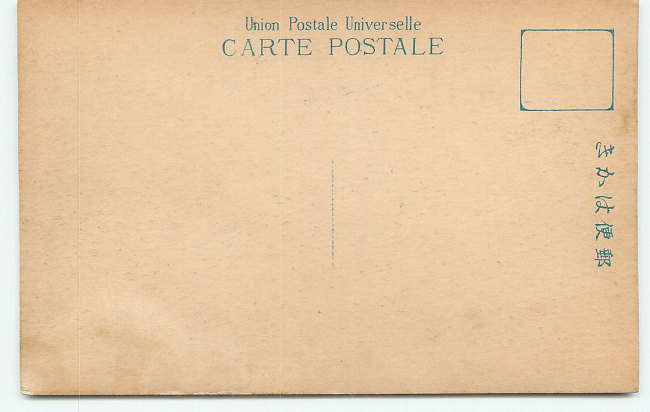 Union Postale Universelle
CARTE POSTALE
郵便はかき